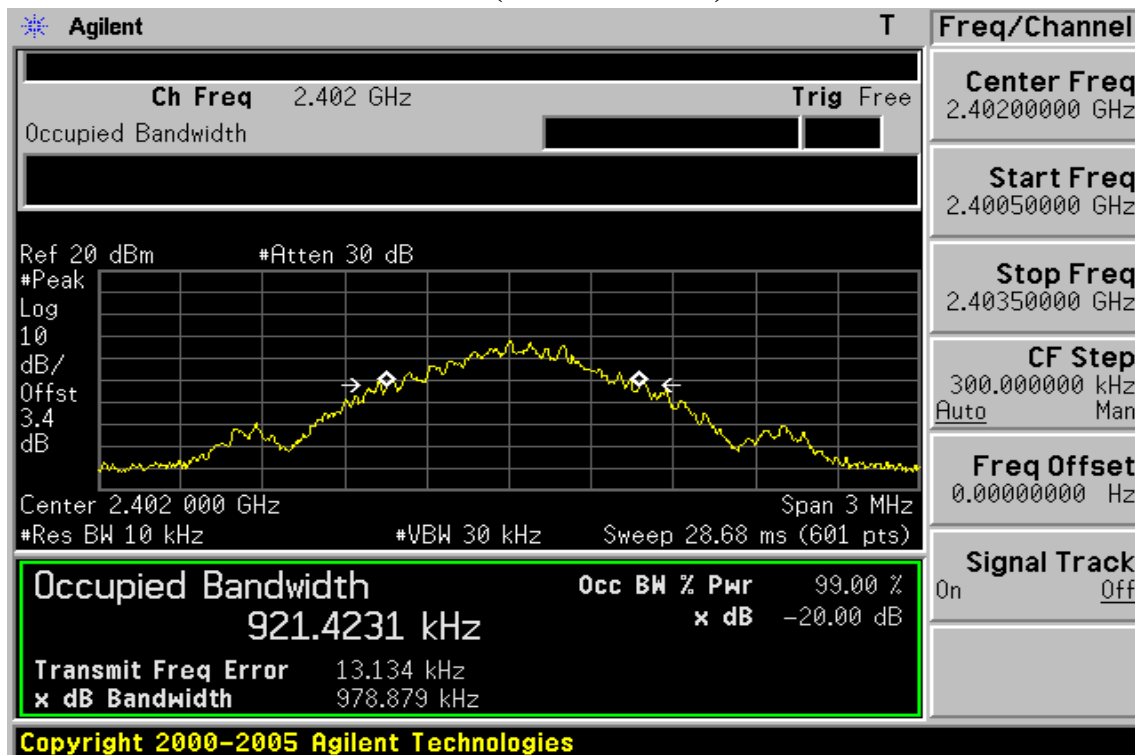 Agilent T Freq/Channel
Ch Freq 2.402 GHz Trig Free
Occupied Bandwidth
Center Freq
2.40200000 GHz
Start Freq
2.40050000 GHz
Stop Freq
2.40350000 GHz
CF Step
300.000000 kHz
Auto Man
Freq Offset
0.00000000 Hz
Signal Track
On Off
Ref 20 dBm #Atten 30 dB
#Peak
Log
10
dB/
Offst
3.4
dB
Center 2.402 000 GHz Span 3 MHz
#Res BW 10 kHz #VBW 30 kHz Sweep 28.68 ms (601 pts)
Occupied Bandwidth Occ BW % Pwr 99.00 %
921.4231 kHz x dB -20.00 dB
Transmit Freq Error 13.134 kHz
x dB Bandwidth 978.879 kHz
Copyright 2000-2005 Agilent Technologies